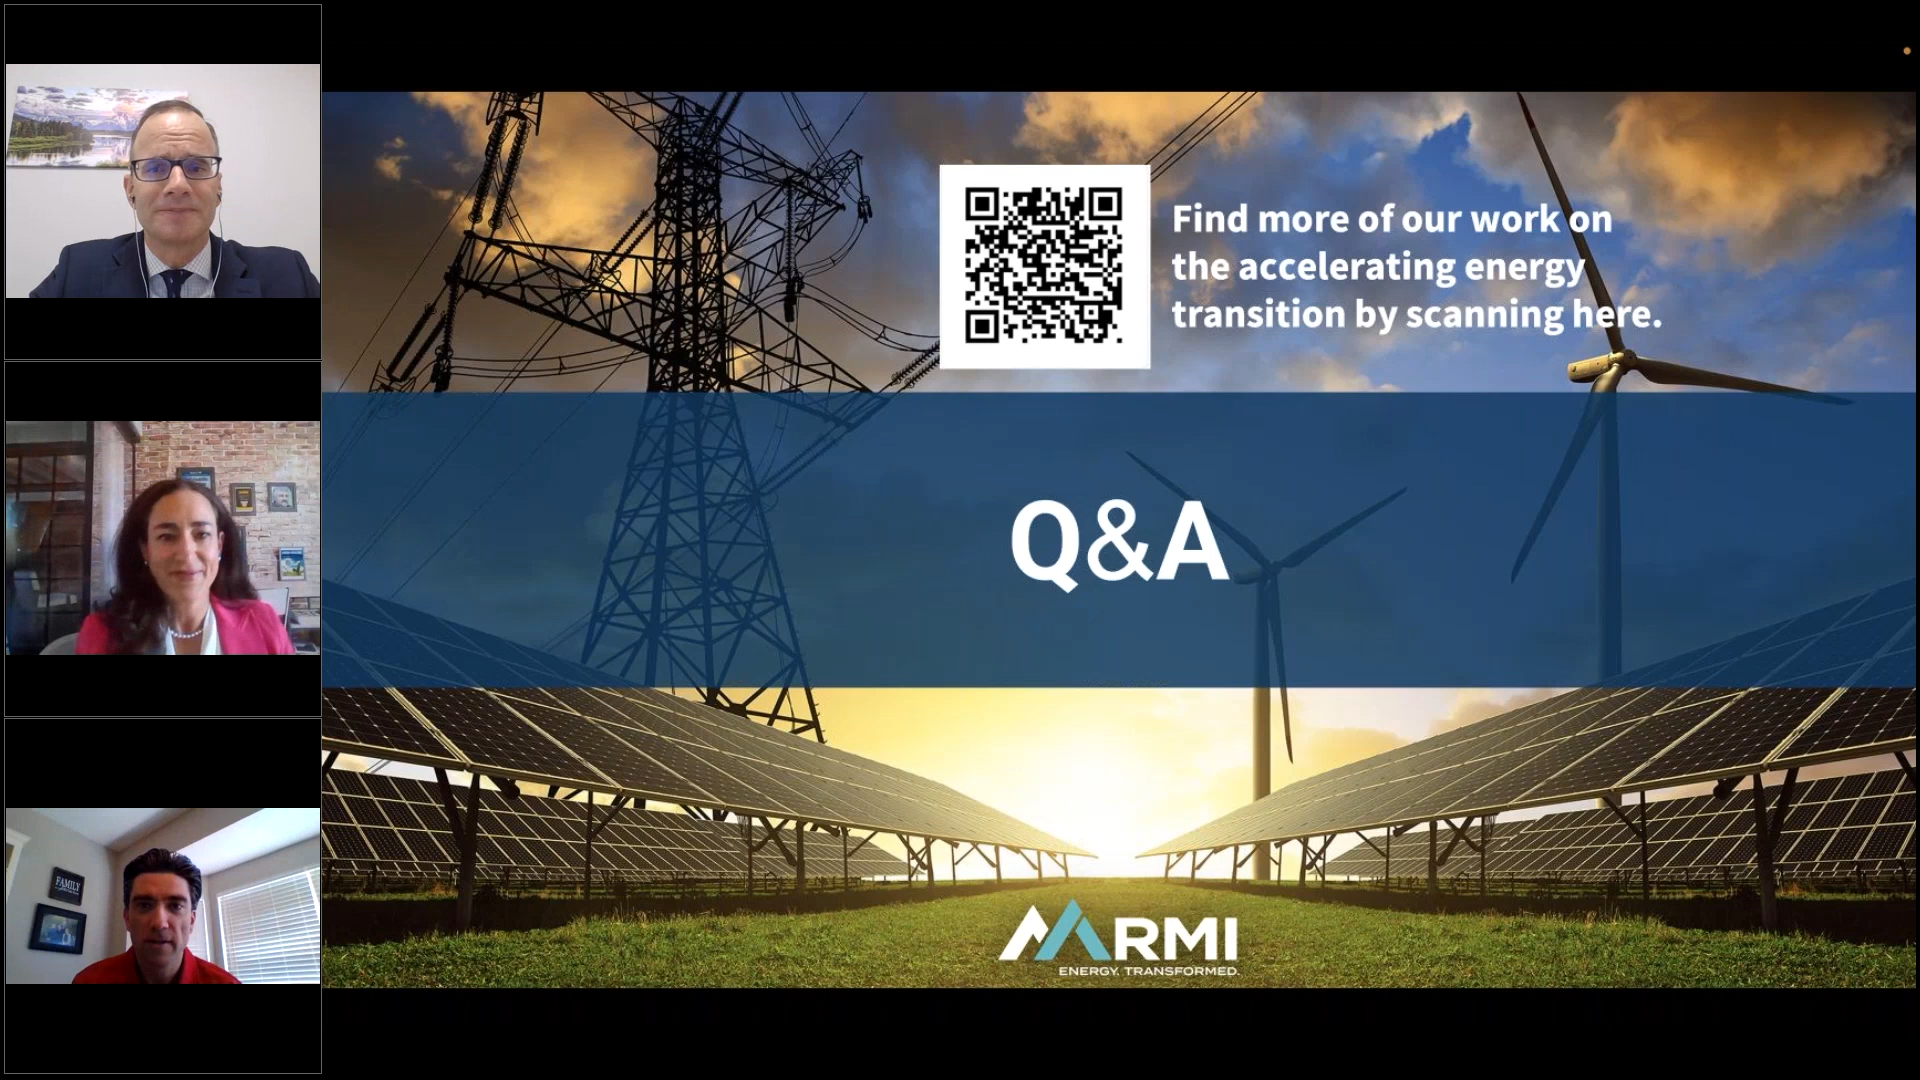 Find more of our work on
the accelerating energy
transition by scanning here.
Q&A
RMI
ENERGY. TRANSFORMED.
FAMILY